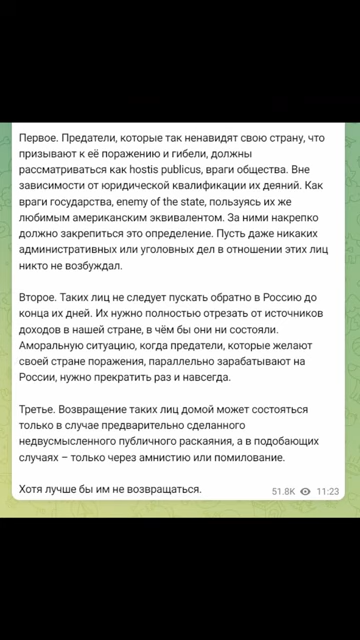 Первое. Предатели, которые так ненавидят свою страну, что
призывают к её поражению и гибели, должны
рассматриваться как hostis publicus, враги общества. Вне
зависимости от юридической квалификации их деяний. Как
враги государства, enemy of the state, пользуясь их же
любимым американским эквивалентом. За ними накрепко
должно закрепиться это определение. Пусть даже никаких
административных или уголовных дел в отношении этих лиц
никто не возбуждал.
Второе. Таких лиц не следует пускать обратно в Россию до
конца их дней. Их нужно полностью отрезать от источников
доходов в нашей стране, в чём бы они ни состояли.
Аморальную ситуацию, когда предатели, которые желают
своей стране поражения, параллельно зарабатывают на
России, нужно прекратить раз и навсегда.
Третье. Возвращение таких лиц домой может состояться
только в случае предварительно сделанного
недвусмысленного публичного раскаяния, а в подобающих
случаях – только через амнистию или помилование.
Хотя лучше бы им не возвращаться.
51.8K 11:23